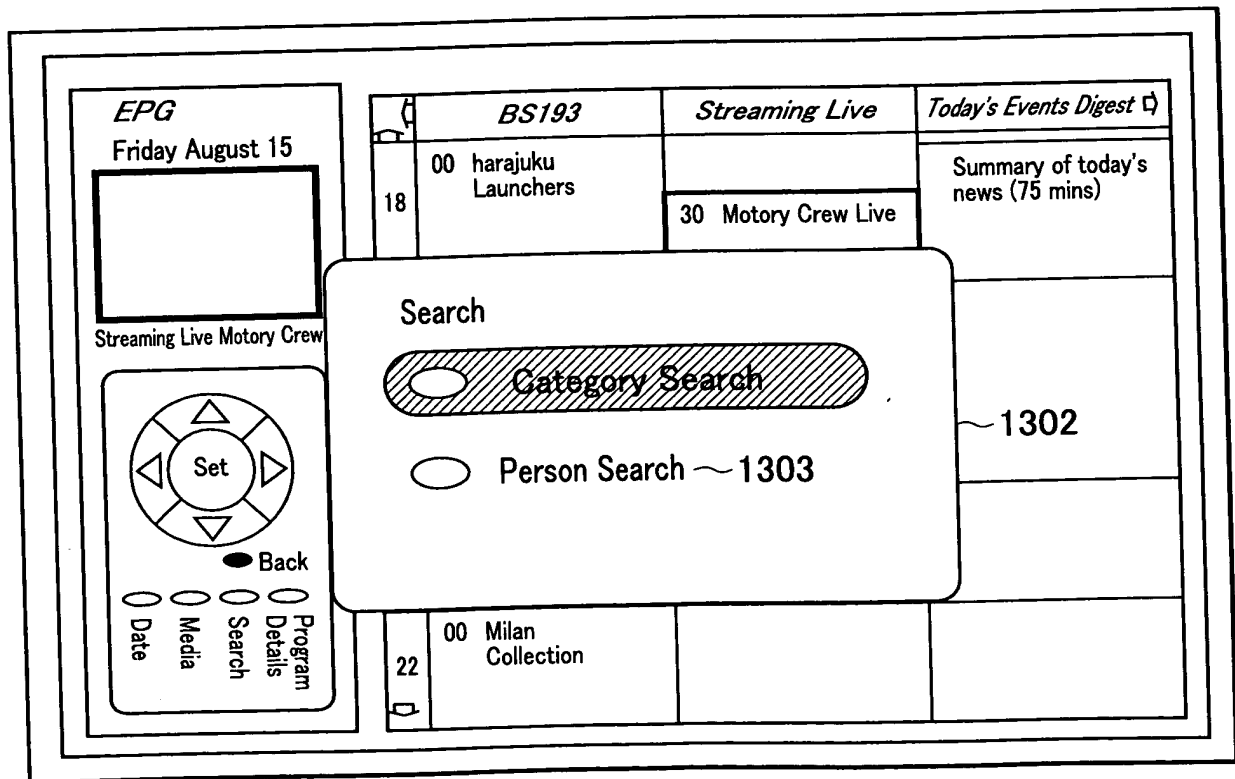 EPG
Friday August 15
Streaming Live Motory Crew
Set
Back
Date
Media
Search
Program
Details
BS193
Streaming Live
Today's Events Digest
18
00 harajuku
Launchers
30 Motory Crew Live
Summary of today's
news (75 mins)
Search
Category Search
Person Search
1303
1302
22
00 Milan
Collection